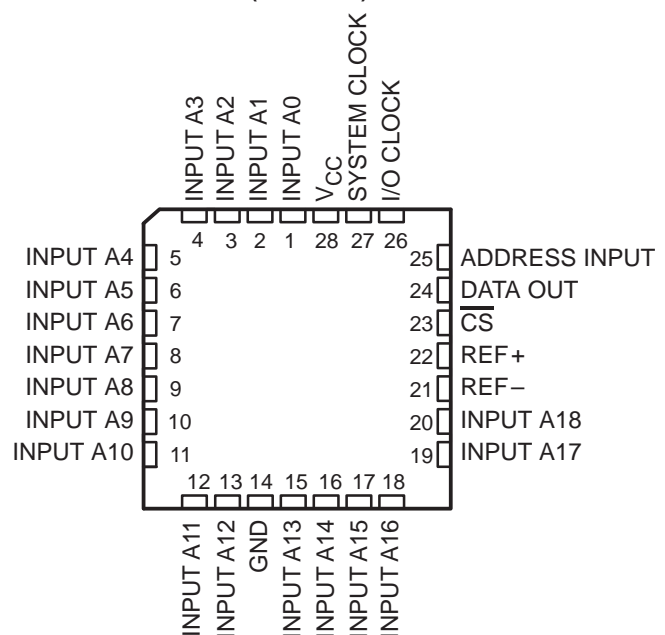 INPUT A3
INPUT A2
INPUT A1
INPUT A0
VCC
SYSTEM CLOCK
I/O CLOCK
4 3 2 1 28 27 26
INPUT A4 5
INPUT A5 6
INPUT A6 7
INPUT A7 8
INPUT A8 9
INPUT A9 10
INPUT A10 11
25 ADDRESS INPUT
24 DATA OUT
23 CS
22 REF+
21 REF−
20 INPUT A18
19 INPUT A17
12 13 14 15 16 17 18
INPUT A11
INPUT A12
GND
INPUT A13
INPUT A14
INPUT A15
INPUT A16